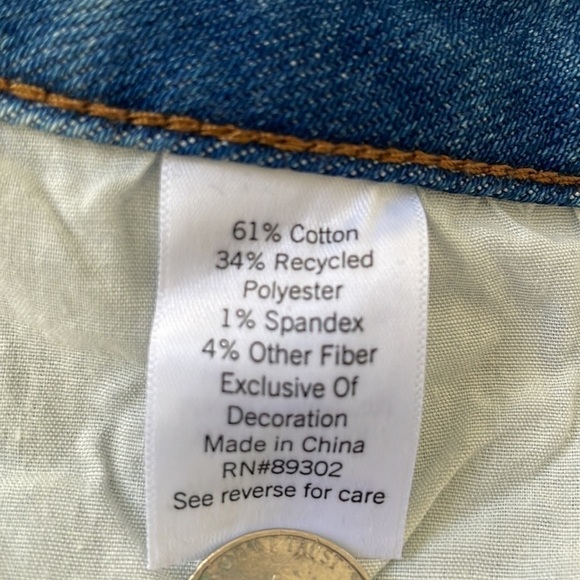 61% Cotton
34% Recycled
Polyester
1% Spandex
4% Other Fiber
Exclusive Of
Decoration
Made in China
RN#89302
See reverse for care